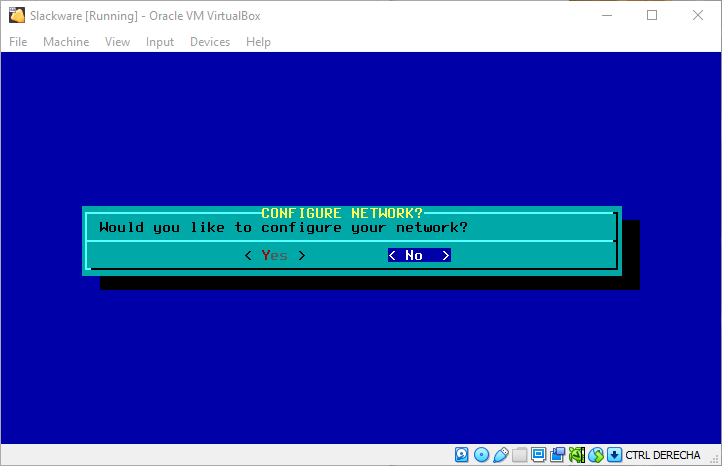 Slackware [Running] - Oracle VM VirtualBox
File Machine View Input Devices Help
CONFIGURE NETWORK?
Would you like to configure your network?
< Yes > < No >
CTRL DERECHA